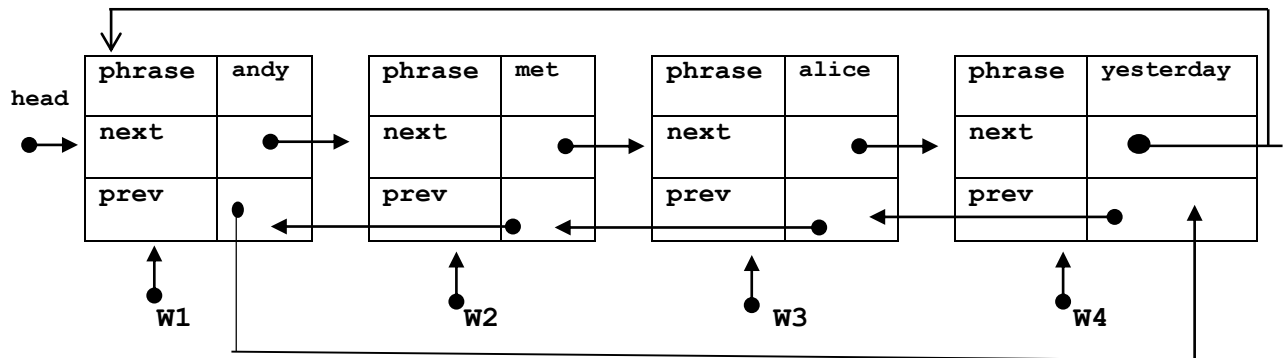 phrase andy phrase met phrase alice phrase yesterday
head
next next next next
prev prev prev prev
W1 W2 W3 W4